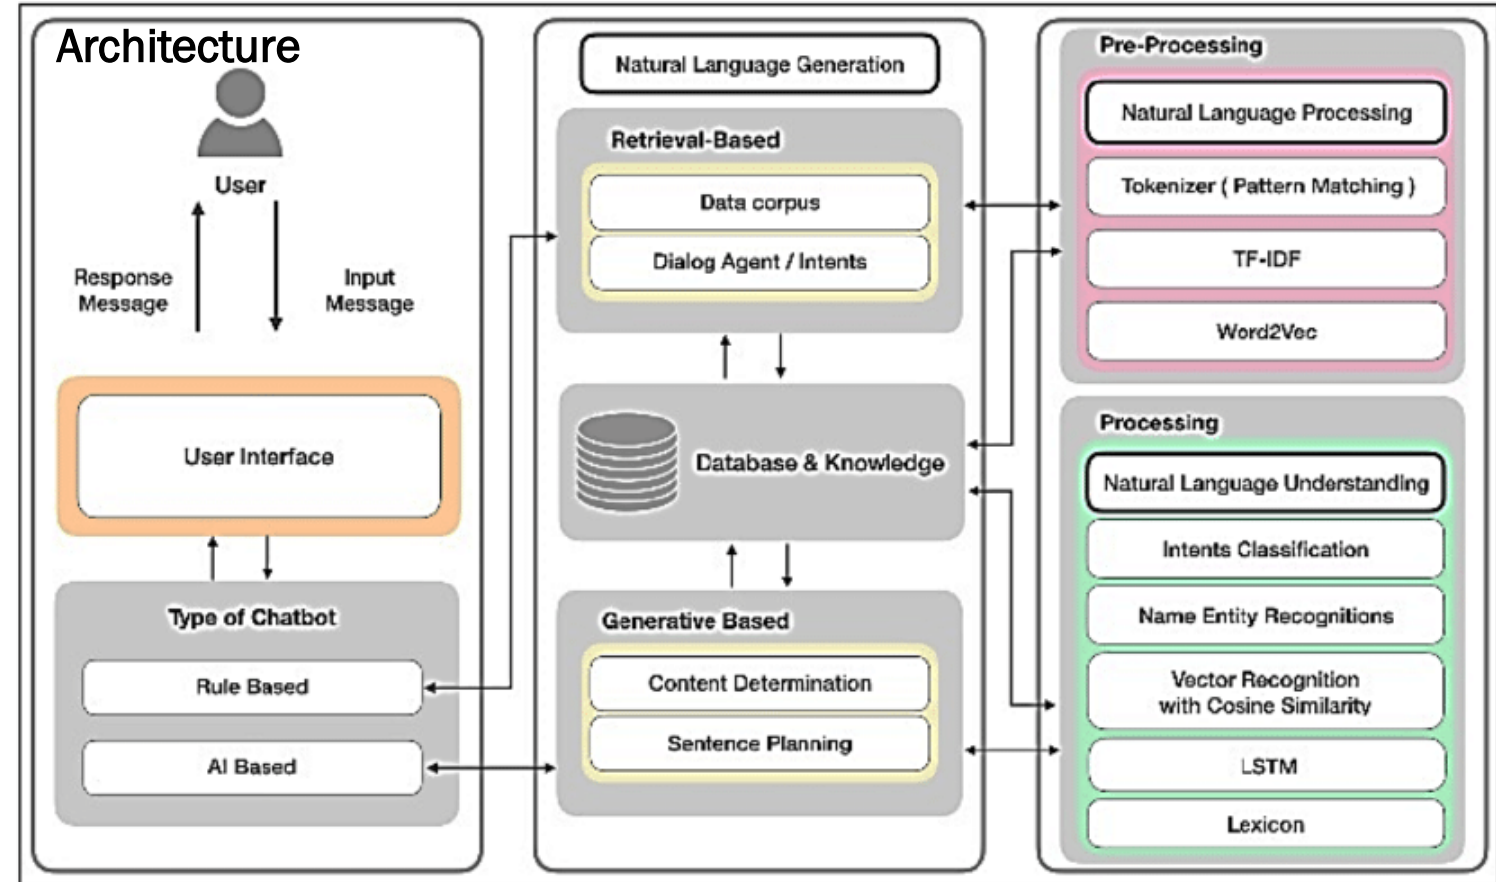 Architecture
User
Response
Message
Input
Message
User Interface
Type of Chatbot
Rule Based
AI Based
Natural Language Generation
Retrieval-Based
Data corpus
Dialog Agent / Intents
Database & Knowledge
Generative Based
Content Determination
Sentence Planning
Pre-Processing
Natural Language Processing
Tokenizer ( Pattern Matching )
TF-IDF
Word2Vec
Processing
Natural Language Understanding
Intents Classification
Name Entity Recognitions
Vector Recognition
with Cosine Similarity
LSTM
Lexicon